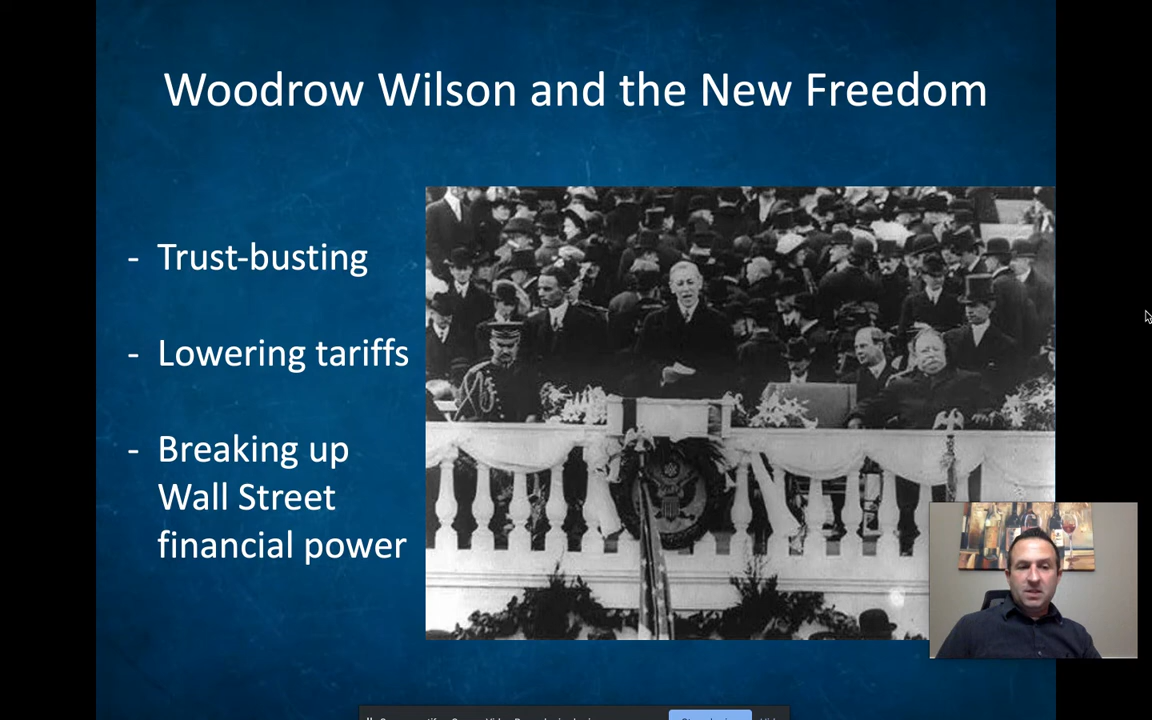 Woodrow Wilson and the New Freedom
- Trust-busting
- Lowering tariffs
- Breaking up
Wall Street
financial power